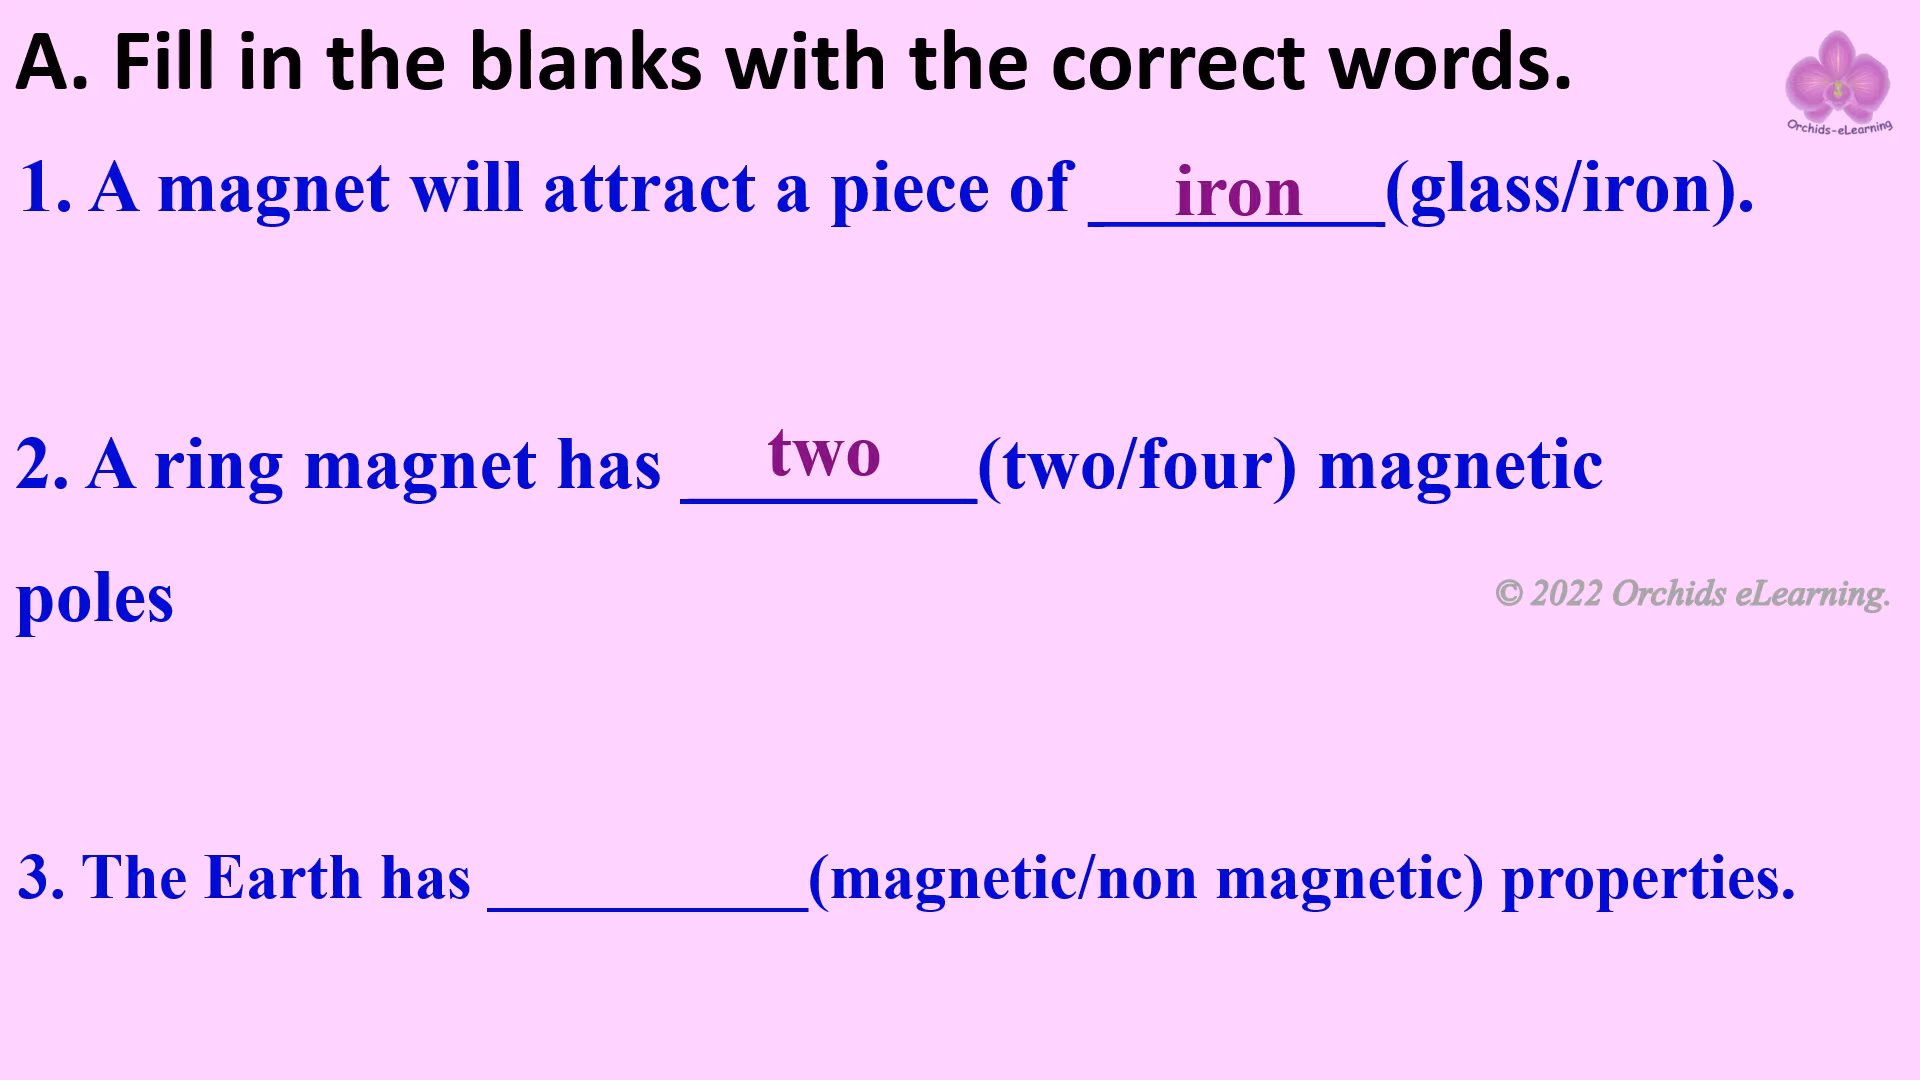 A. Fill in the blanks with the correct words.
Orchids-eLearning
1. A magnet will attract a piece of iron (glass/iron).
2. A ring magnet has two (two/four) magnetic
poles
© 2022 Orchids eLearning.
3. The Earth has __________(magnetic/non magnetic) properties.